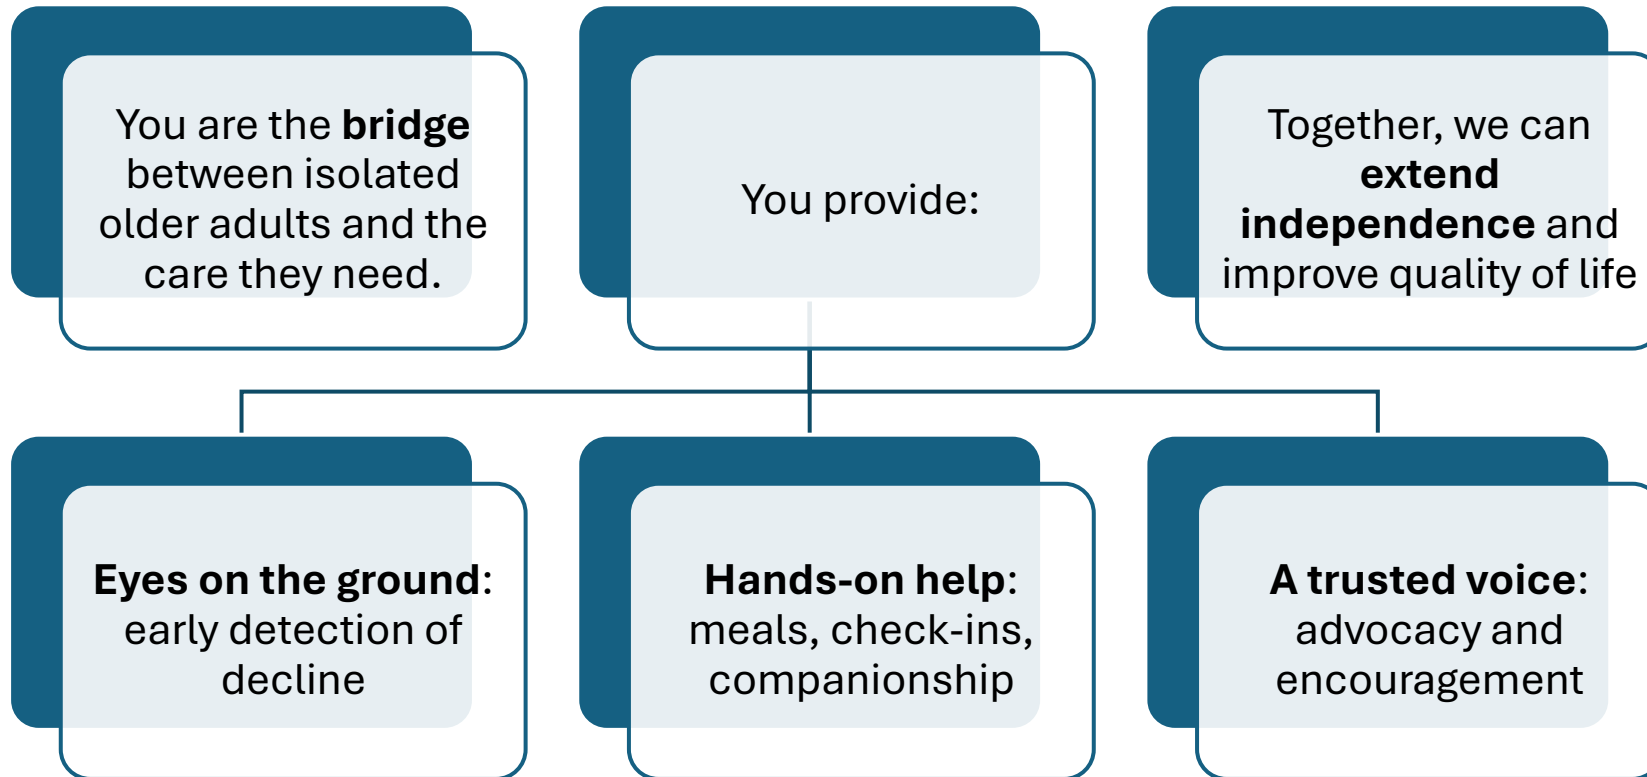 You are the bridge
between isolated
older adults and the
care they need.
You provide:
Together, we can
extend
independence and
improve quality of life
Eyes on the ground:
early detection of
decline
Hands-on help:
meals, check-ins,
companionship
A trusted voice:
advocacy and
encouragement